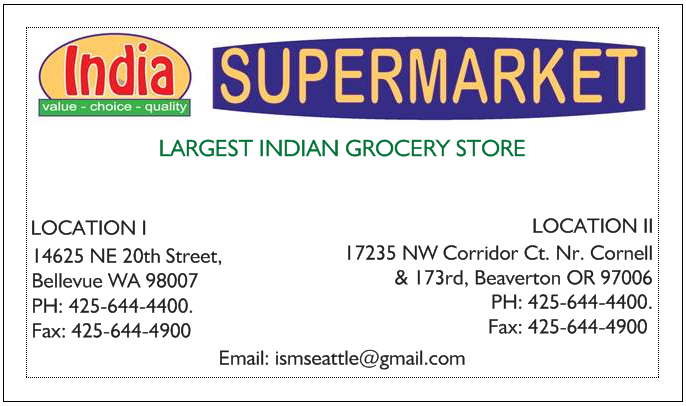 India
value - choice - quality
SUPERMARKET
LARGEST INDIAN GROCERY STORE
LOCATION I
14625 NE 20th Street,
Bellevue WA 98007
PH: 425-644-4400.
Fax: 425-644-4900
LOCATION II
17235 NW Corridor Ct. Nr. Cornell
& 173rd, Beaverton OR 97006
PH: 425-644-4400.
Fax: 425-644-4900
Email: ismseattle@gmail.com